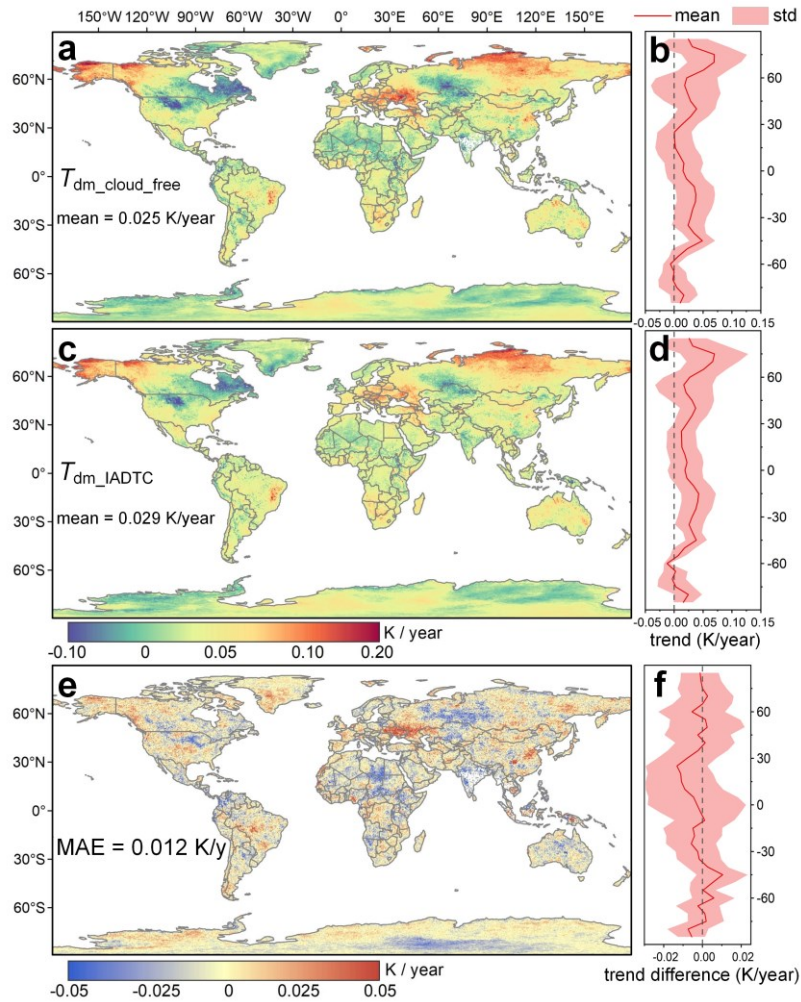 mean std
150°W 120°W 90°W 60°W 30°W 0° 30°E 60°E 90°E 120°E 150°E
a
60°N
30°N
0°
30°S
60°S
Tdm_cloud_free
mean = 0.025 K/year
b
60
30
0
-30
-60
-0.05 0.00 0.05 0.10 0.15
c
60°N
30°N
0°
30°S
60°S
Tdm_IADTC
mean = 0.029 K/year
d
60
30
0
-30
-60
-0.05 0.00 0.05 0.10 0.15
trend (K/year)
-0.10 0 0.05 0.10 0.20
K / year
e
60°N
30°N
0°
30°S
60°S
MAE = 0.012 K/y
f
60
30
0
-30
-60
-0.02 0.00 0.02
trend difference (K/year)
-0.05 -0.025 0 0.025 0.05
K / year